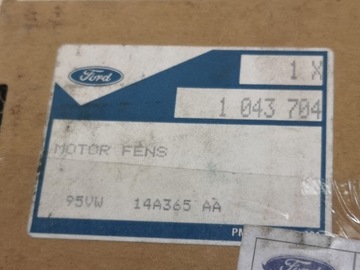 Ford
1 X
1 043 704
MOTOR FENS
95VW 14A365 AA